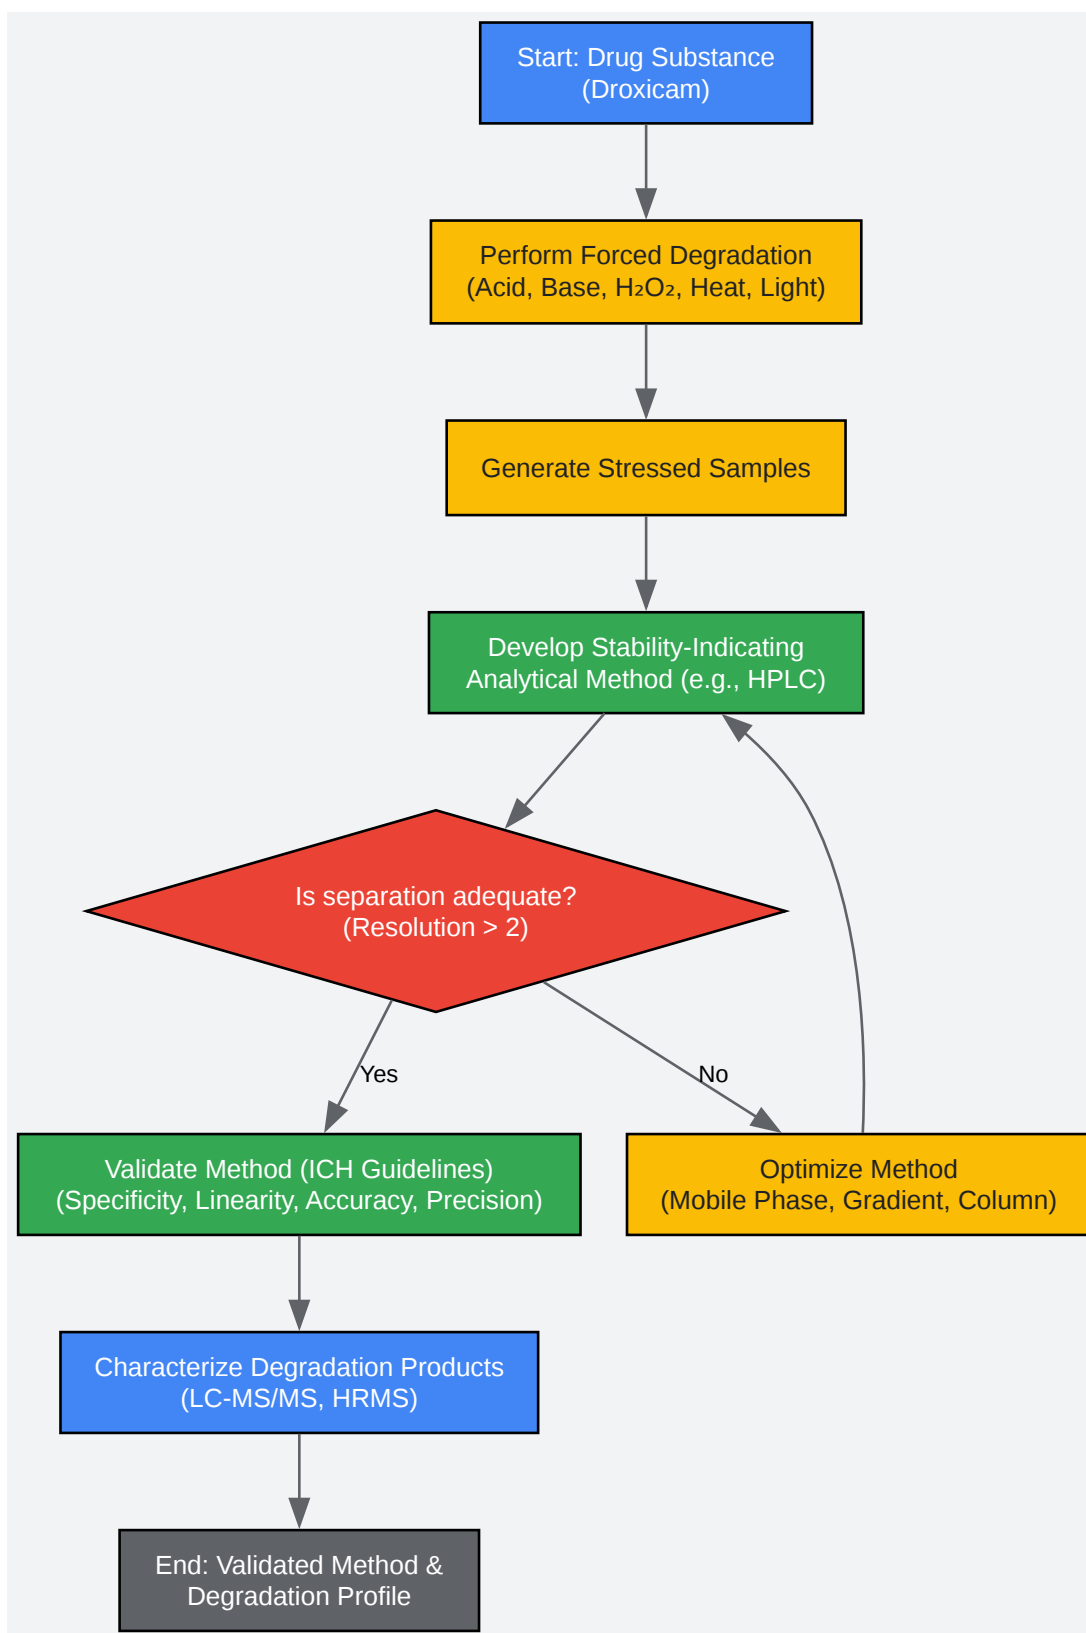 Start: Drug Substance
(Droxicam)
Perform Forced Degradation
(Acid, Base, H₂O₂, Heat, Light)
Generate Stressed Samples
Develop Stability-Indicating
Analytical Method (e.g., HPLC)
Is separation adequate?
(Resolution > 2)
Yes
No
Validate Method (ICH Guidelines)
(Specificity, Linearity, Accuracy, Precision)
Optimize Method
(Mobile Phase, Gradient, Column)
Characterize Degradation Products
(LC-MS/MS, HRMS)
End: Validated Method &
Degradation Profile